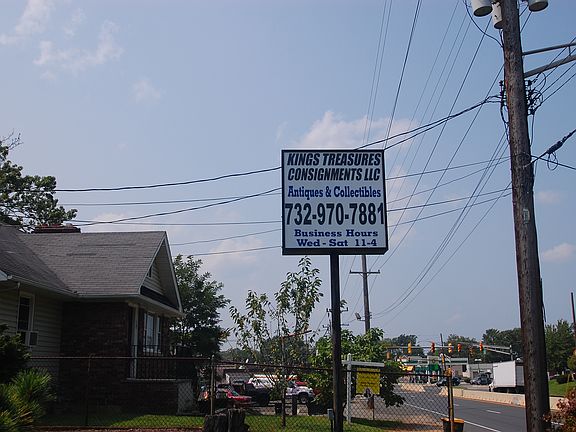 KINGS TREASURES
CONSIGNMENTS LLC
Antiques & Collectibles
732-970-7881
Business Hours
Wed - Sat 11-4